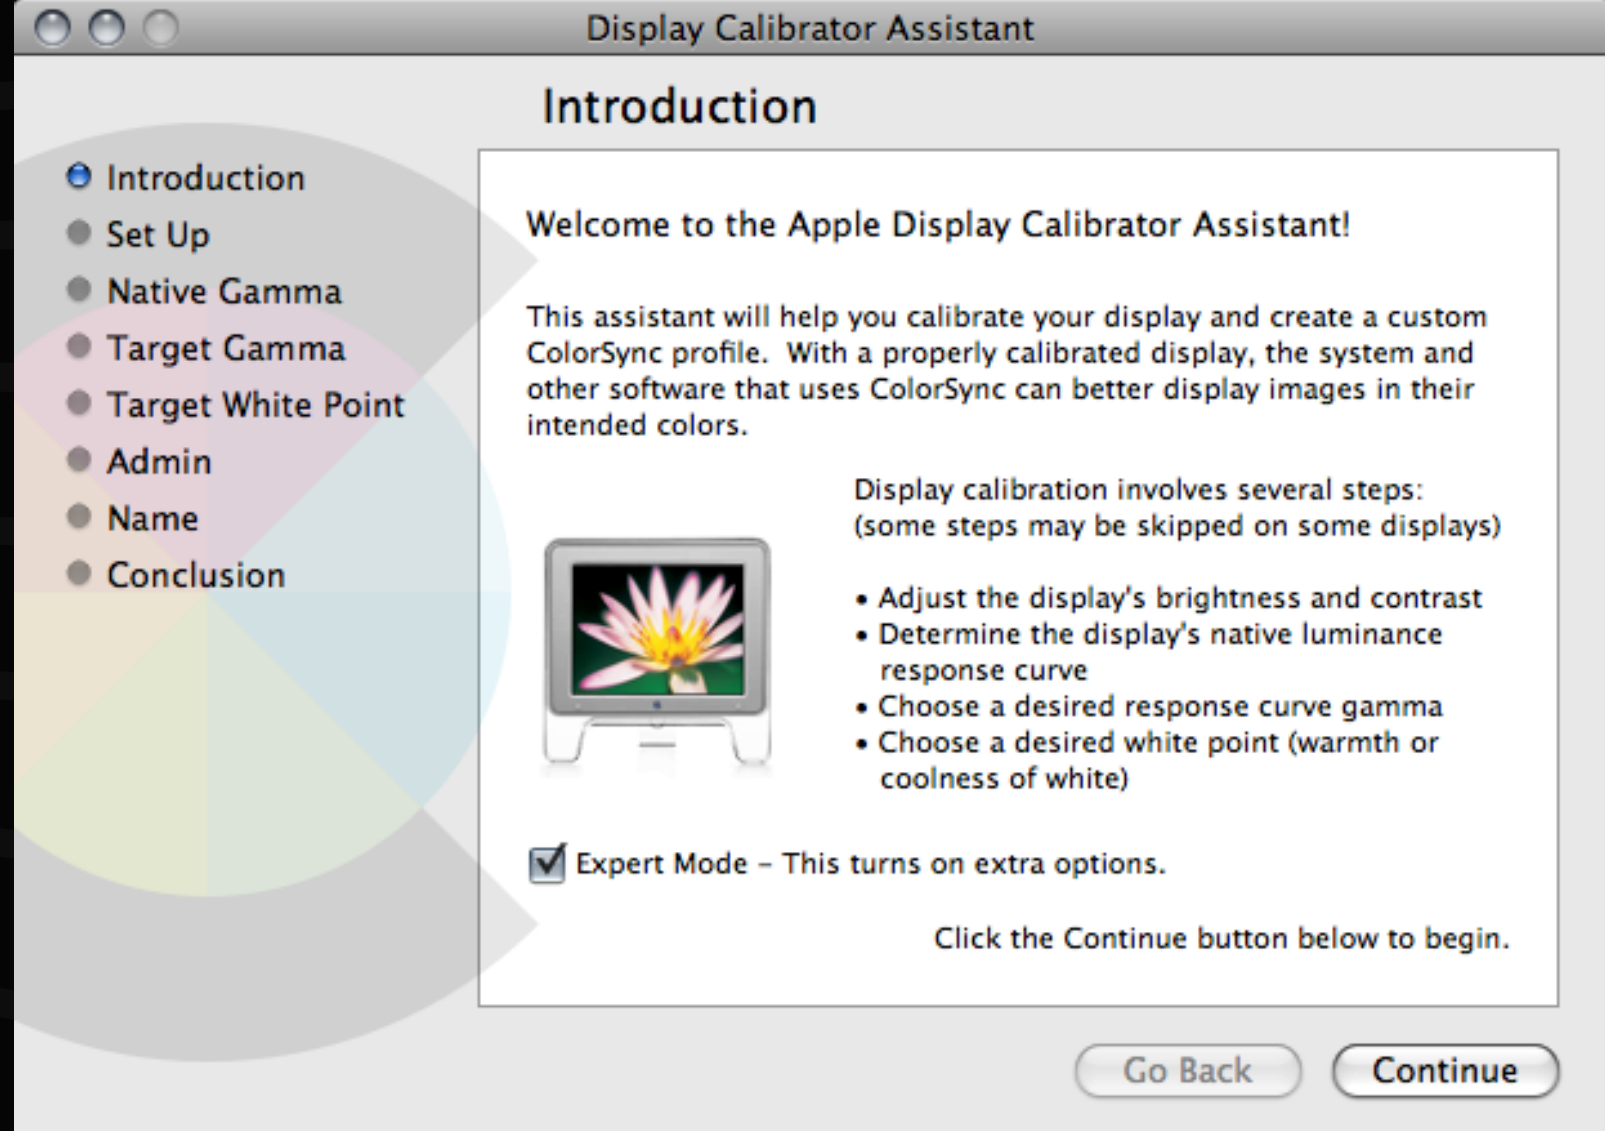 Display Calibrator Assistant
Introduction
Introduction
Set Up
Native Gamma
Target Gamma
Target White Point
Admin
Name
Conclusion
Welcome to the Apple Display Calibrator Assistant!
This assistant will help you calibrate your display and create a custom
ColorSync profile.  With a properly calibrated display, the system and
other software that uses ColorSync can better display images in their
intended colors.
Display calibration involves several steps:
(some steps may be skipped on some displays)
• Adjust the display's brightness and contrast
• Determine the display's native luminance
response curve
• Choose a desired response curve gamma
• Choose a desired white point (warmth or
coolness of white)
Expert Mode – This turns on extra options.
Click the Continue button below to begin.
Go Back
Continue